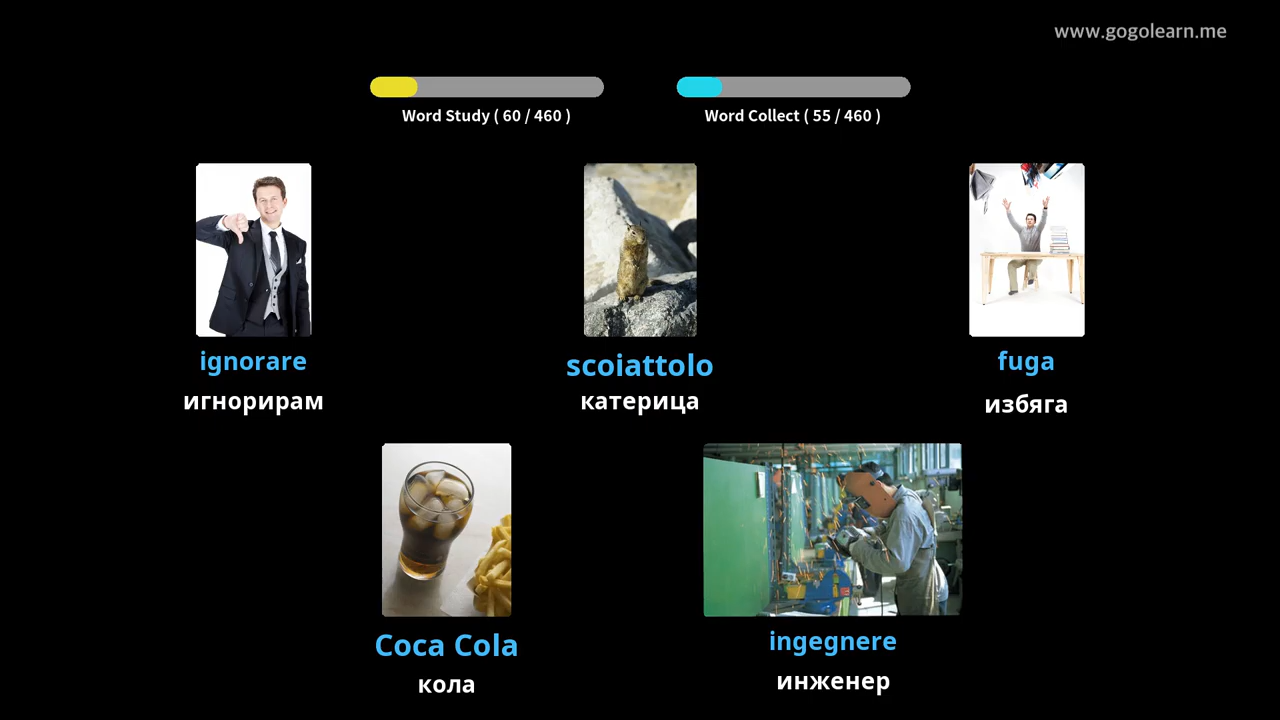 www.gogolearn.me
Word Study ( 60 / 460 )
Word Collect ( 55 / 460 )
ignorare
игнорирам
scoiattolo
катерица
fuga
избяга
Coca Cola
кола
ingegnere
инженер